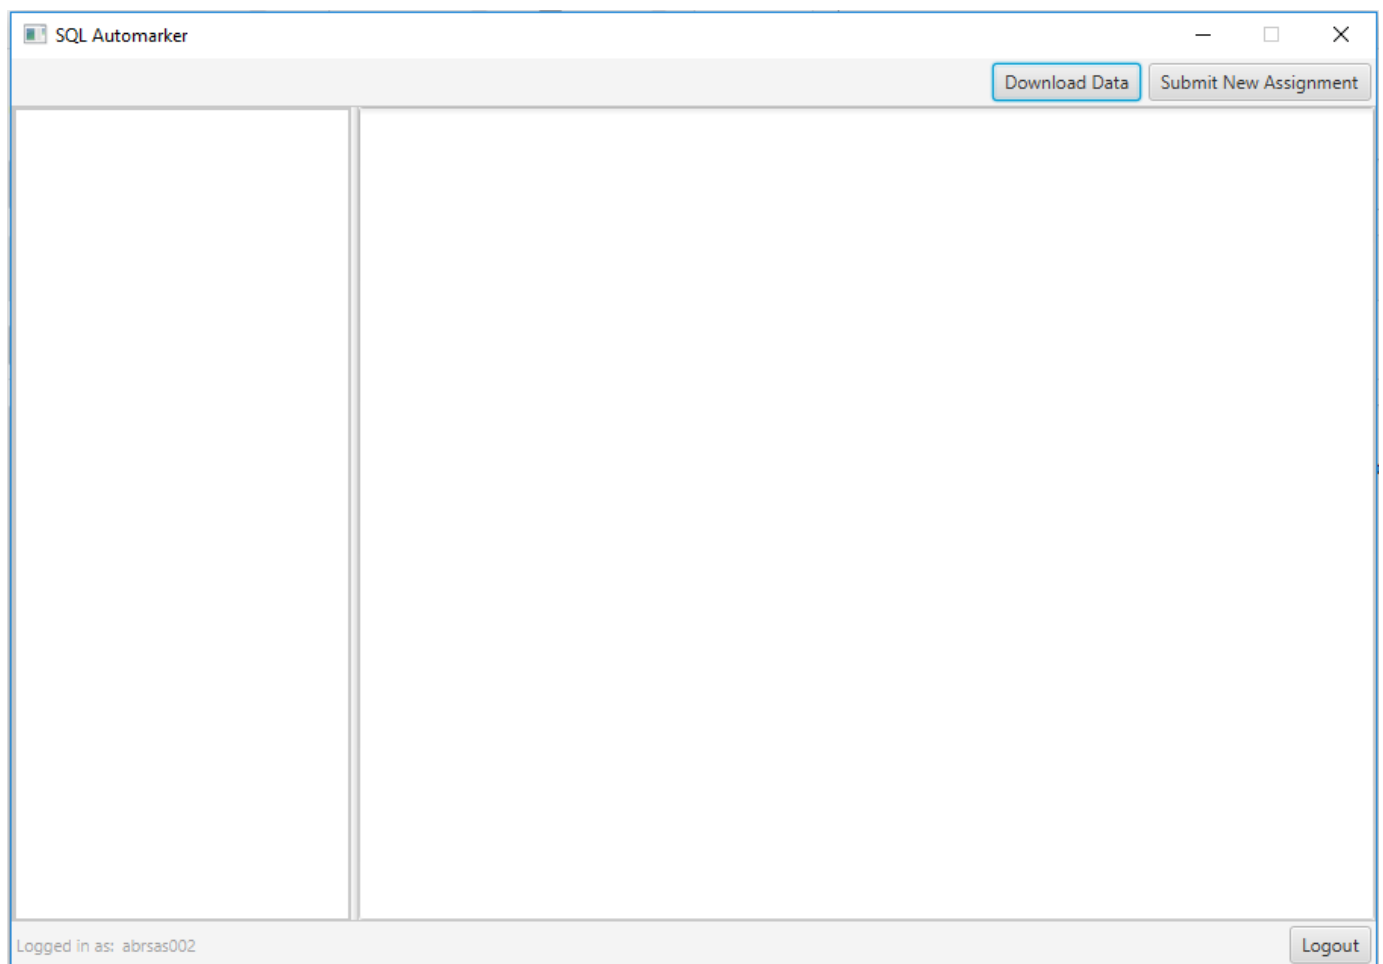 SQL Automarker
Download Data Submit New Assignment
Logged in as: abrsas002 Logout